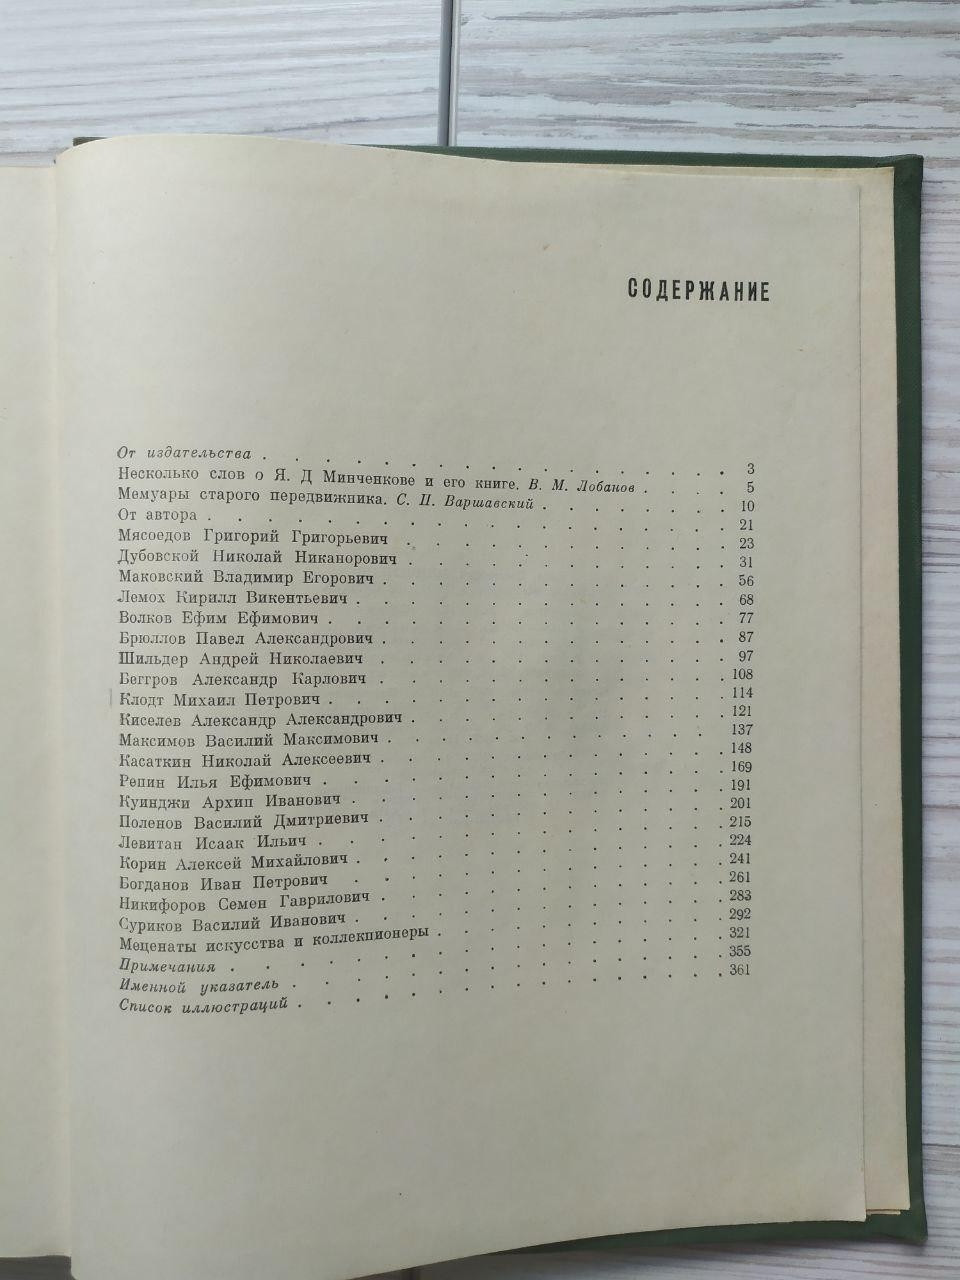 СОДЕРЖАНИЕ
От издательства . . . . . . . . . . . . . . . 3
Несколько слов о Я. Д Минченкове и его книге. В. М. Лобанов . . . . 5
Мемуары старого передвижника. С. П. Варшавский . . . . . . 10
От автора . . . . . . . . . . . . . . . 21
Мясоедов Григорий Григорьевич . . . . . . . . . . 23
Дубовской Николай Никанорович . . . . . . . . . . 31
Маковский Владимир Егорович . . . . . . . . . . 56
Лемох Кирилл Викентьевич . . . . . . . . . . . 68
Волков Ефим Ефимович . . . . . . . . . . . . 77
Брюллов Павел Александрович . . . . . . . . . . 87
Шильдер Андрей Николаевич . . . . . . . . . . 97
Беггров Александр Карлович . . . . . . . . . . 108
Клодт Михаил Петрович . . . . . . . . . . . . 114
Киселев Александр Александрович . . . . . . . . . 121
Максимов Василий Максимович . . . . . . . . . . 137
Касаткин Николай Алексеевич . . . . . . . . . . 148
Репин Илья Ефимович . . . . . . . . . . . . 169
Куинджи Архип Иванович . . . . . . . . . . . 191
Поленов Василий Дмитриевич . . . . . . . . . . 201
Левитан Исаак Ильич . . . . . . . . . . . . 215
Корин Алексей Михайлович . . . . . . . . . . . 224
Богданов Иван Петрович . . . . . . . . . . . 241
Никифоров Семен Гаврилович . . . . . . . . . . 261
Суриков Василий Иванович . . . . . . . . . . . 283
Меценаты искусства и коллекционеры . . . . . . . . 292
Примечания . . . . . . . . . . . . . . . 321
Именной указатель . . . . . . . . . . . . . 355
Список иллюстраций . . . . . . . . . . . . . 361